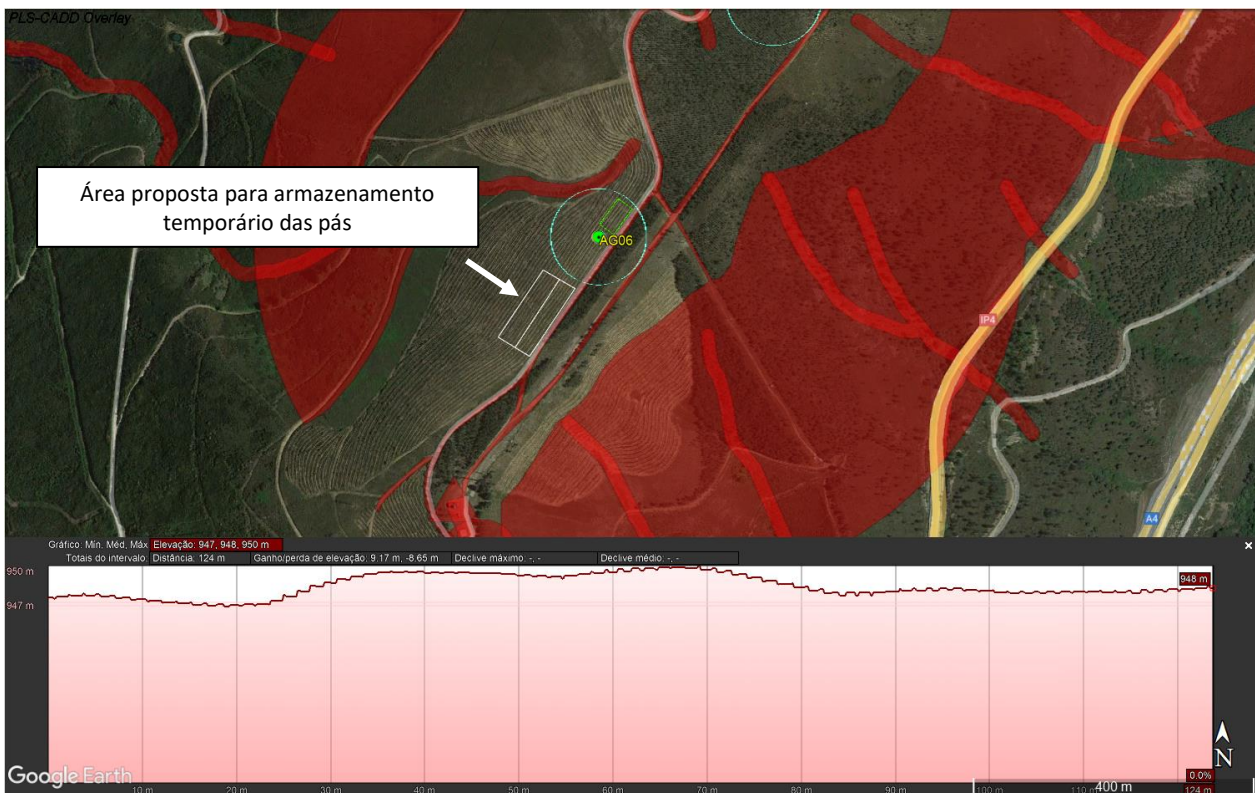 PLS-CADD Overlay
Área proposta para armazenamento
temporário das pás
AG06
IP4
A4
Gráfico: Mín. Méd, Máx Elevação: 947, 948, 950 m
Totais do intervalo: Distância: 124 m Ganho/perda de elevação: 9.17 m, -8.65 m Declive máximo: -, - Declive médio: -, -
950 m
947 m
948 m
N
Google Earth
0.0%
10 m 20 m 30 m 40 m 50 m 60 m 70 m 80 m 90 m 100 m 110 m 124 m
400 m